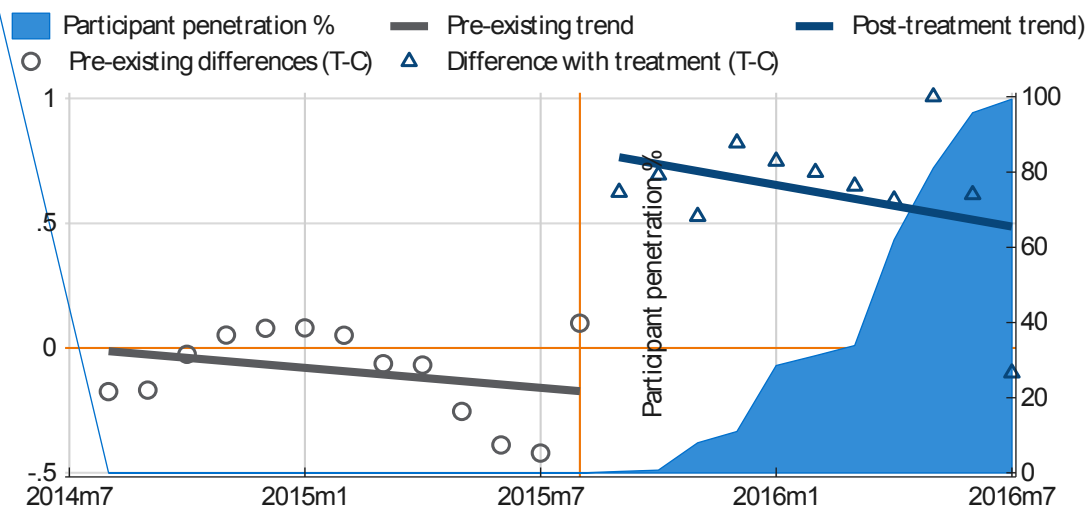 Participant penetration % Pre-existing trend Post-treatment trend)
Pre-existing differences (T-C) Difference with treatment (T-C)
1 100
80
.5
60
40
0
20
-.5 0
Participant penetration %
2014m7 2015m1 2015m7 2016m1 2016m7